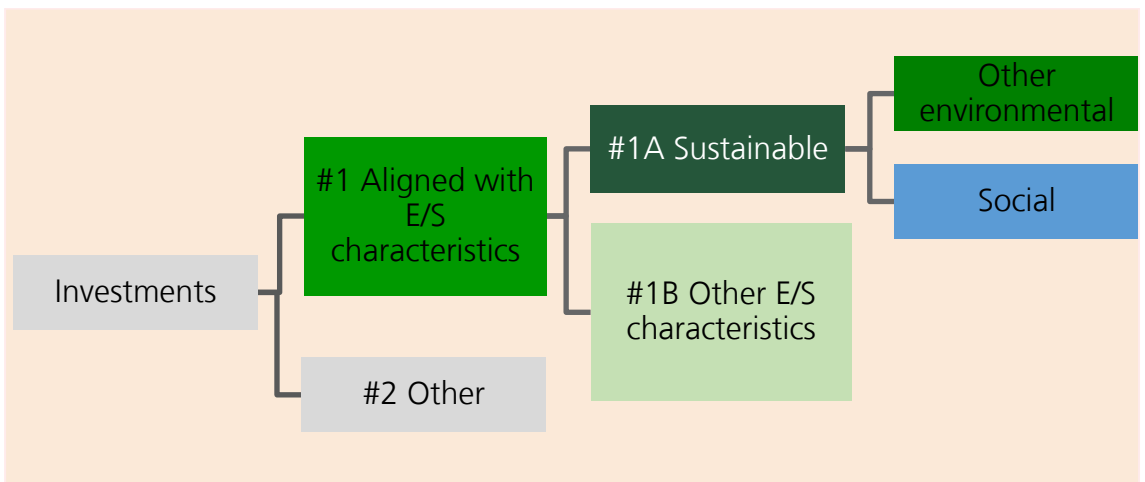 Investments
#1 Aligned with
E/S
characteristics
#2 Other
#1A Sustainable
#1B Other E/S
characteristics
Other
environmental
Social